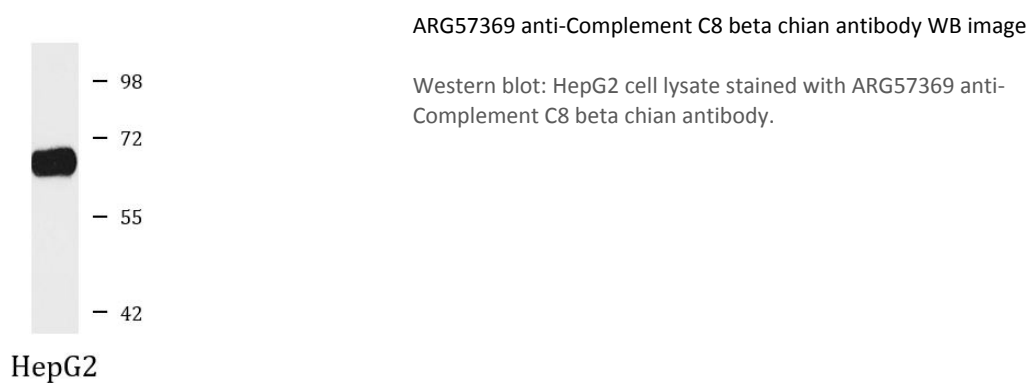 ARG57369 anti-Complement C8 beta chian antibody WB image
Western blot: HepG2 cell lysate stained with ARG57369 anti-
Complement C8 beta chian antibody.
98
72
55
42
HepG2